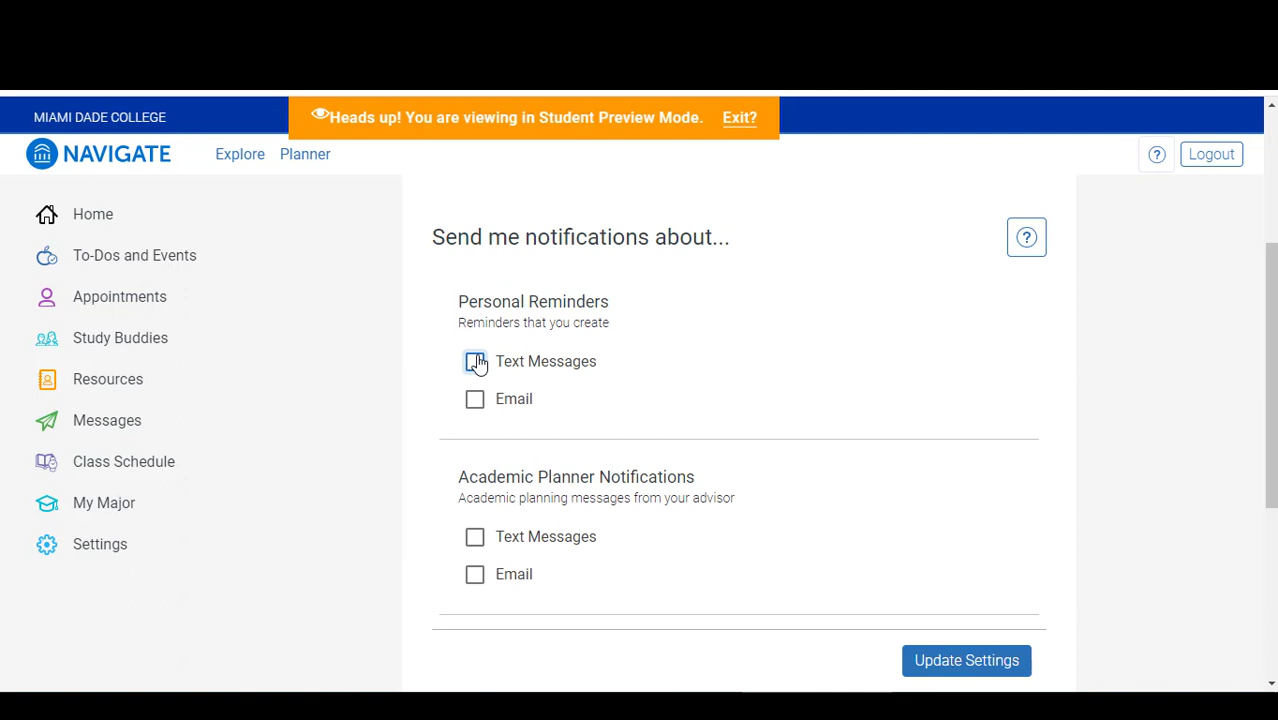 MIAMI DADE COLLEGE
Heads up! You are viewing in Student Preview Mode. Exit?
NAVIGATE Explore Planner ? Logout
Home
To-Dos and Events
Appointments
Study Buddies
Resources
Messages
Class Schedule
My Major
Settings
Send me notifications about... ?
Personal Reminders
Reminders that you create
Text Messages
Email
Academic Planner Notifications
Academic planning messages from your advisor
Text Messages
Email
Update Settings